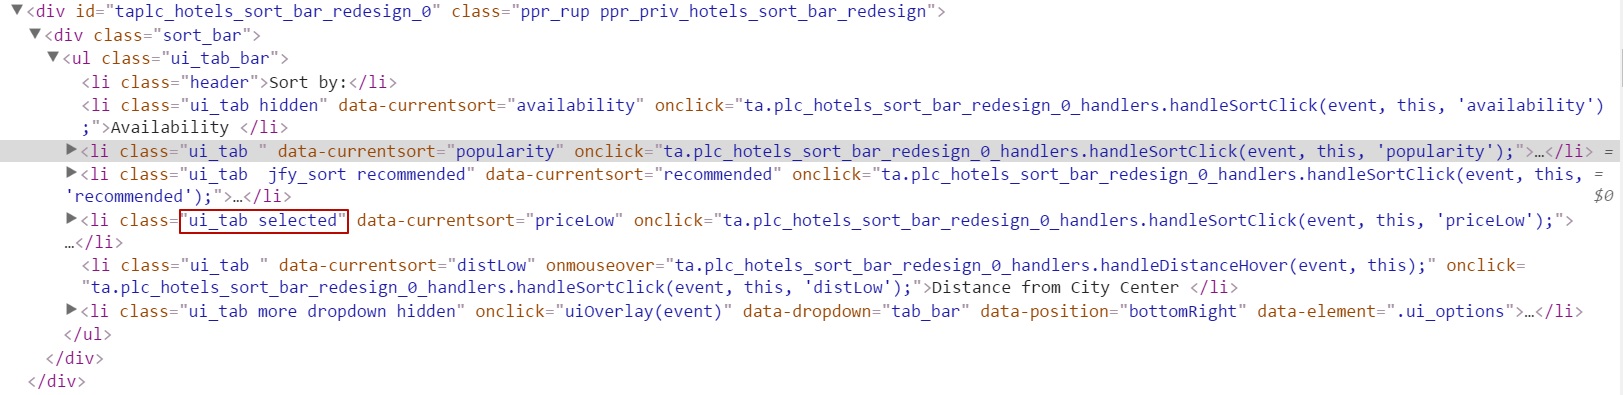 ▼<div id="taplc_hotels_sort_bar_redesign_0" class="ppr_rup ppr_priv_hotels_sort_bar_redesign">
▼<div class="sort_bar">
▼<ul class="ui_tab_bar">
<li class="header">Sort by:</li>
<li class="ui_tab hidden" data-currentsort="availability" onclick="ta.plc_hotels_sort_bar_redesign_0_handlers.handleSortClick(event, this, 'availability')
;">Availability </li>
▶<li class="ui_tab " data-currentsort="popularity" onclick="ta.plc_hotels_sort_bar_redesign_0_handlers.handleSortClick(event, this, 'popularity');">…</li> =
▶<li class="ui_tab  jfy_sort recommended" data-currentsort="recommended" onclick="ta.plc_hotels_sort_bar_redesign_0_handlers.handleSortClick(event, this, =
'recommended');">…</li> $0
▶<li class="ui_tab selected" data-currentsort="priceLow" onclick="ta.plc_hotels_sort_bar_redesign_0_handlers.handleSortClick(event, this, 'priceLow');">
…</li>
<li class="ui_tab " data-currentsort="distLow" onmouseover="ta.plc_hotels_sort_bar_redesign_0_handlers.handleDistanceHover(event, this);" onclick=
"ta.plc_hotels_sort_bar_redesign_0_handlers.handleSortClick(event, this, 'distLow');">Distance from City Center </li>
▶<li class="ui_tab more dropdown hidden" onclick="uiOverlay(event)" data-dropdown="tab_bar" data-position="bottomRight" data-element=".ui_options">…</li>
</ul>
</div>
</div>